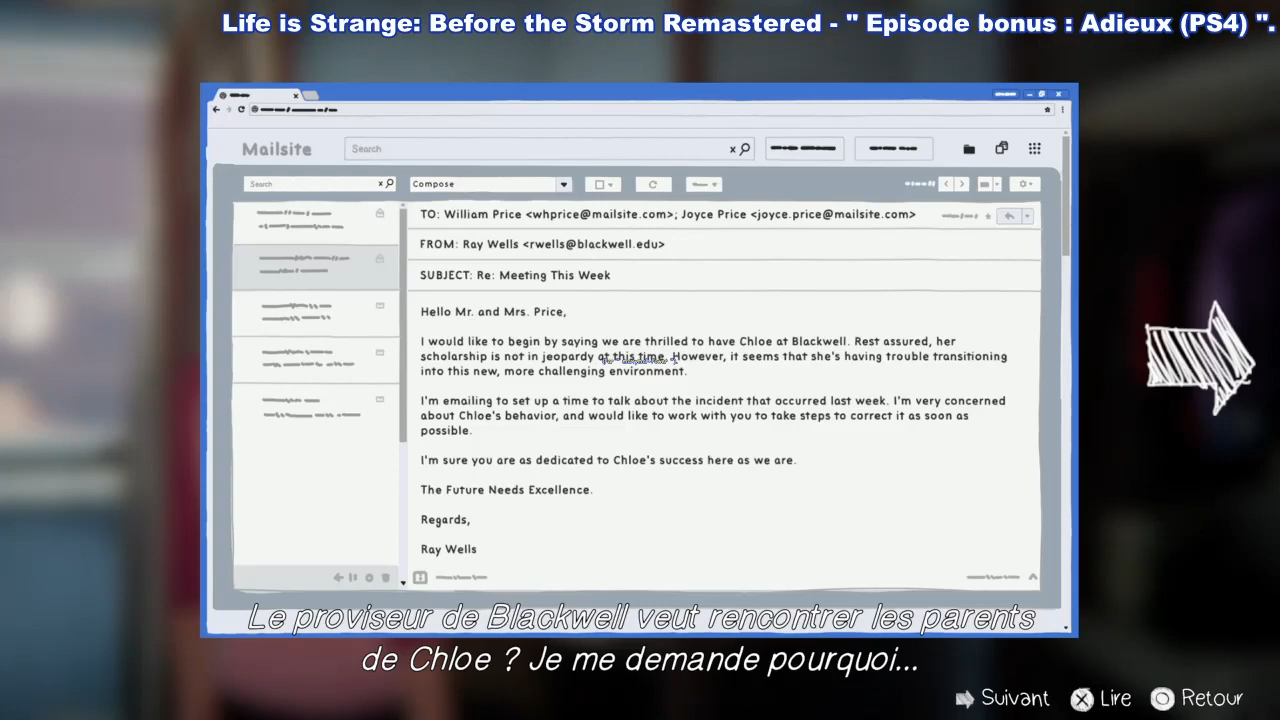 Life is Strange: Before the Storm Remastered - " Episode bonus : Adieux (PS4) ".
Mailsite
Search
Search
Compose
TO: William Price <whprice@mailsite.com>; Joyce Price <joyce.price@mailsite.com>
FROM: Ray Wells <rwells@blackwell.edu>
SUBJECT: Re: Meeting This Week
Hello Mr. and Mrs. Price,
I would like to begin by saying we are thrilled to have Chloe at Blackwell. Rest assured, her
scholarship is not in jeopardy at this time. However, it seems that she's having trouble transitioning
into this new, more challenging environment.
I'm emailing to set up a time to talk about the incident that occurred last week. I'm very concerned
about Chloe's behavior, and would like to work with you to take steps to correct it as soon as
possible.
I'm sure you are as dedicated to Chloe's success here as we are.
The Future Needs Excellence.
Regards,
Ray Wells
Le proviseur de Blackwell veut rencontrer les parents
de Chloe ? Je me demande pourquoi...
Suivant Lire Retour